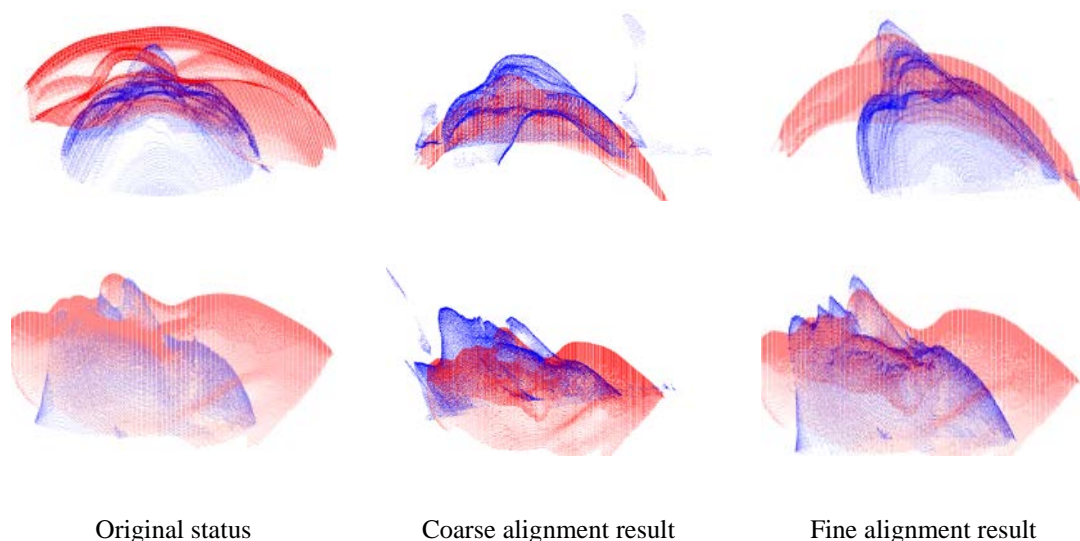 Original status
Coarse alignment result
Fine alignment result